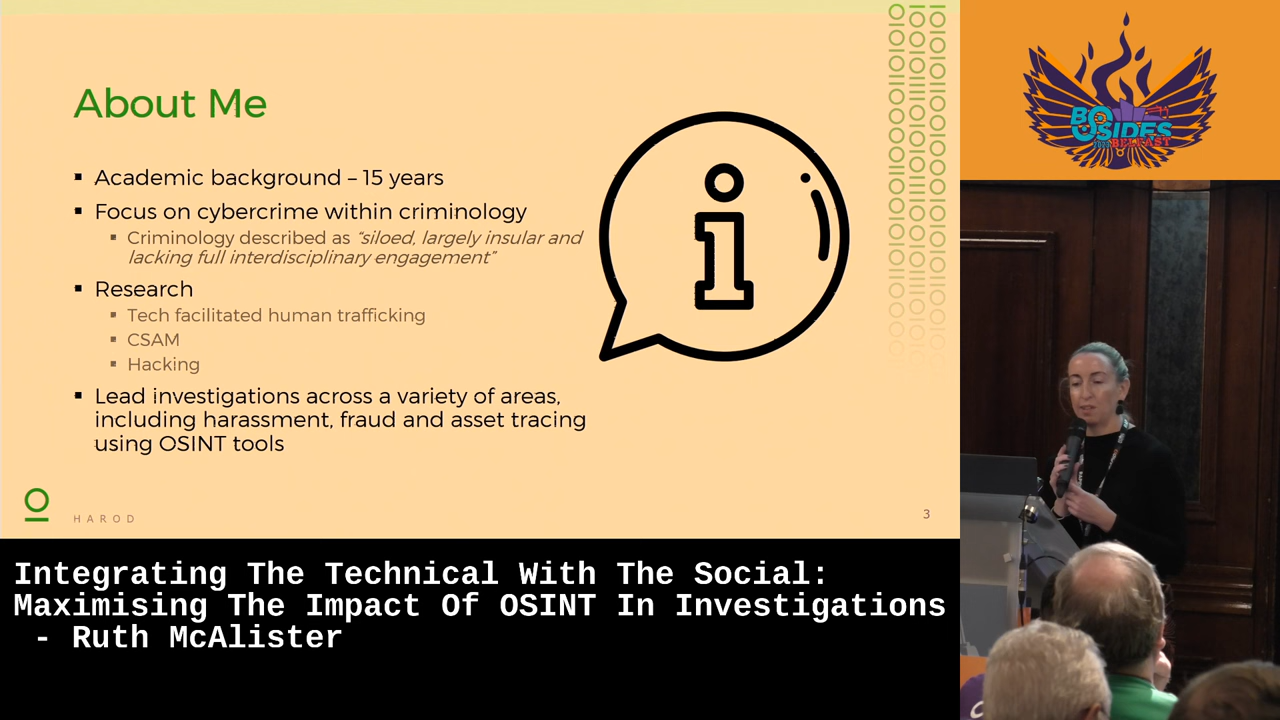 About Me
Academic background – 15 years
Focus on cybercrime within criminology
Criminology described as “siloed, largely insular and
lacking full interdisciplinary engagement”
Research
Tech facilitated human trafficking
CSAM
Hacking
Lead investigations across a variety of areas,
including harassment, fraud and asset tracing
using OSINT tools
HAROD
3
BSIDES
BELFAST
Integrating The Technical With The Social:
Maximising The Impact Of OSINT In Investigations
- Ruth McAlister